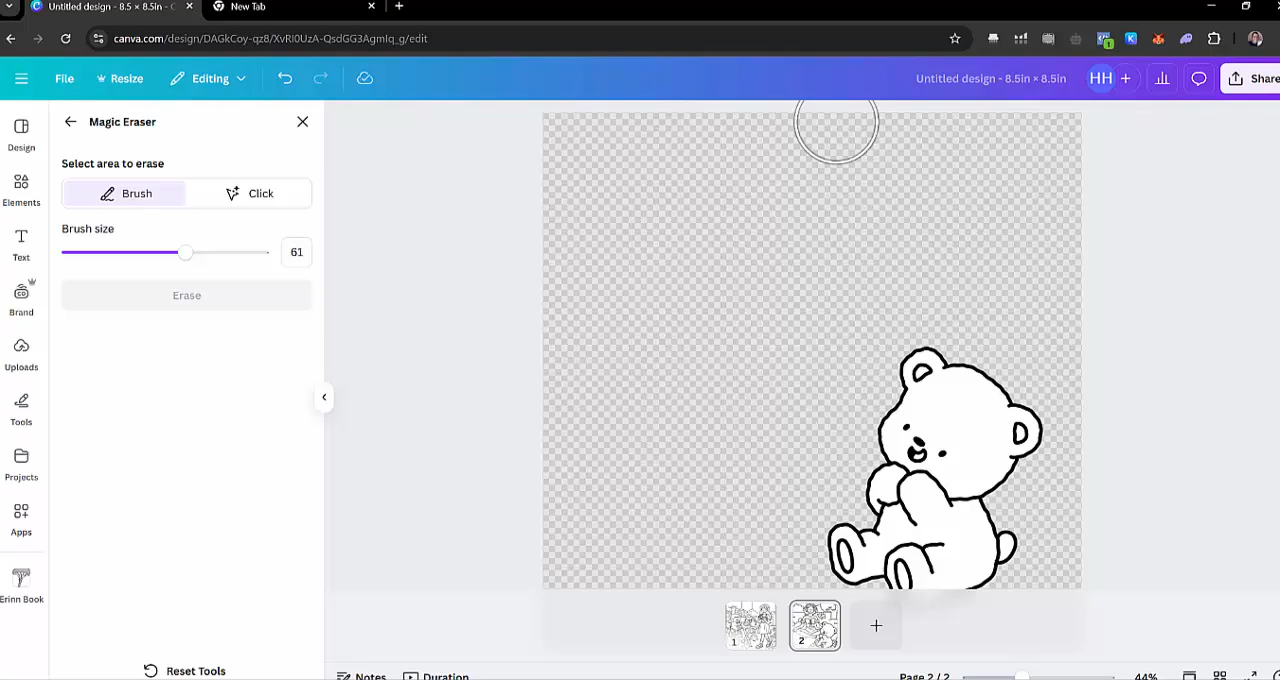 Untitled design - 8.5 × 8.5in - C
New Tab
canva.com/design/DAGkCoy-qz8/XvRI0UzA-QsdGG3AgmIq_g/edit
1
K
File
Resize
Editing
Untitled design - 8.5in × 8.5in
HH
Share
Magic Eraser
Select area to erase
Brush
Click
Brush size
61
Erase
Design
Elements
Text
Brand
Uploads
Tools
Projects
Apps
Erinn Book
1
2
Reset Tools
Notes
Duration
Page 2 / 2
44%